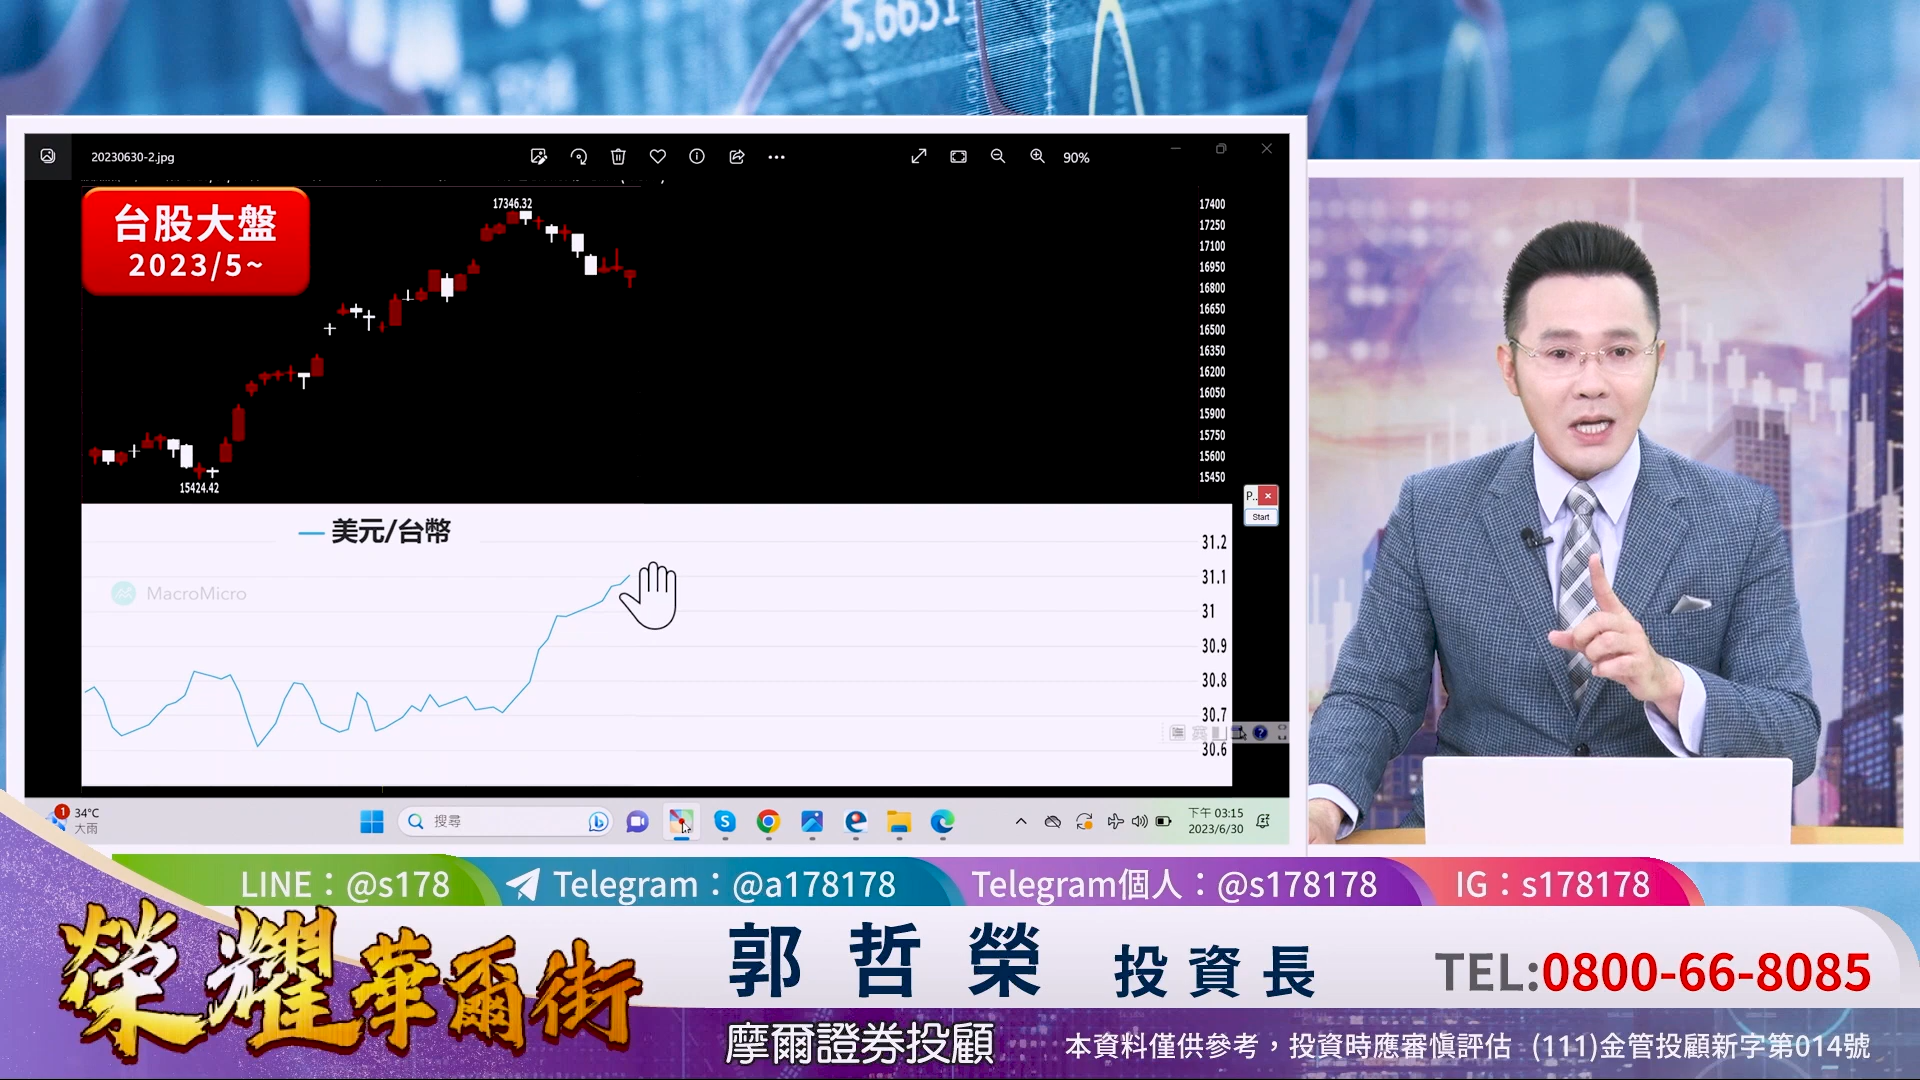 5.6631
20230630-2.jpg
90%
台股大盤
2023/5~
17346.32
15424.42
17400
17250
17100
16950
16800
16650
16500
16350
16200
16050
15900
15750
15600
15450
P..
Start
美元/台幣
MacroMicro
31.2
31.1
31
30.9
30.8
30.7
30.6
1
34°C
大雨
搜尋
下午 03:15
2023/6/30
LINE：@s178
Telegram：@a178178
Telegram個人：@s178178
IG：s178178
榮耀華爾街
郭哲榮 投資長
TEL:0800-66-8085
摩爾證券投顧
本資料僅供參考，投資時應審慎評估 (111)金管投顧新字第014號